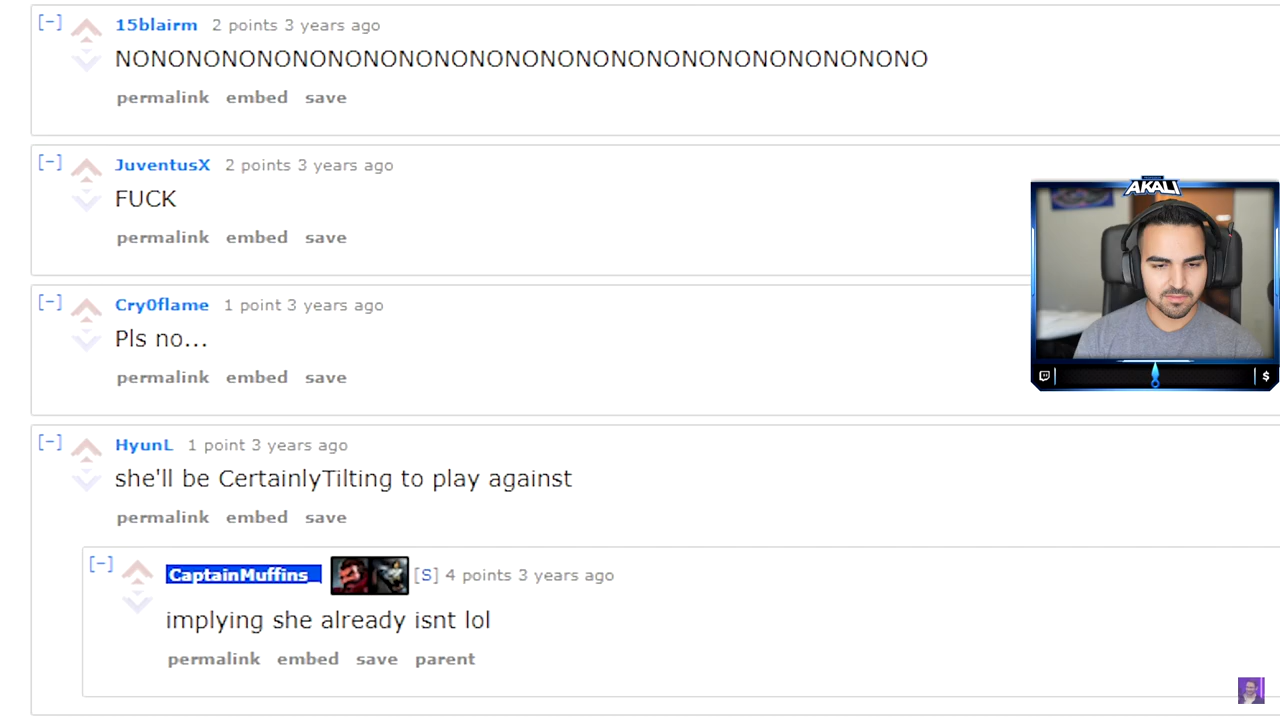 [-] 15blairm 2 points 3 years ago
NONONONONONONONONONONONONONONONONONONONONONONO
permalink embed save
[-] JuventusX 2 points 3 years ago
FUCK
permalink embed save
[-] Cry0flame 1 point 3 years ago
Pls no...
permalink embed save
[-] HyunL 1 point 3 years ago
she'll be CertainlyTilting to play against
permalink embed save
[-] CaptainMuffins [S] 4 points 3 years ago
implying she already isnt lol
permalink embed save parent
AKALI
$